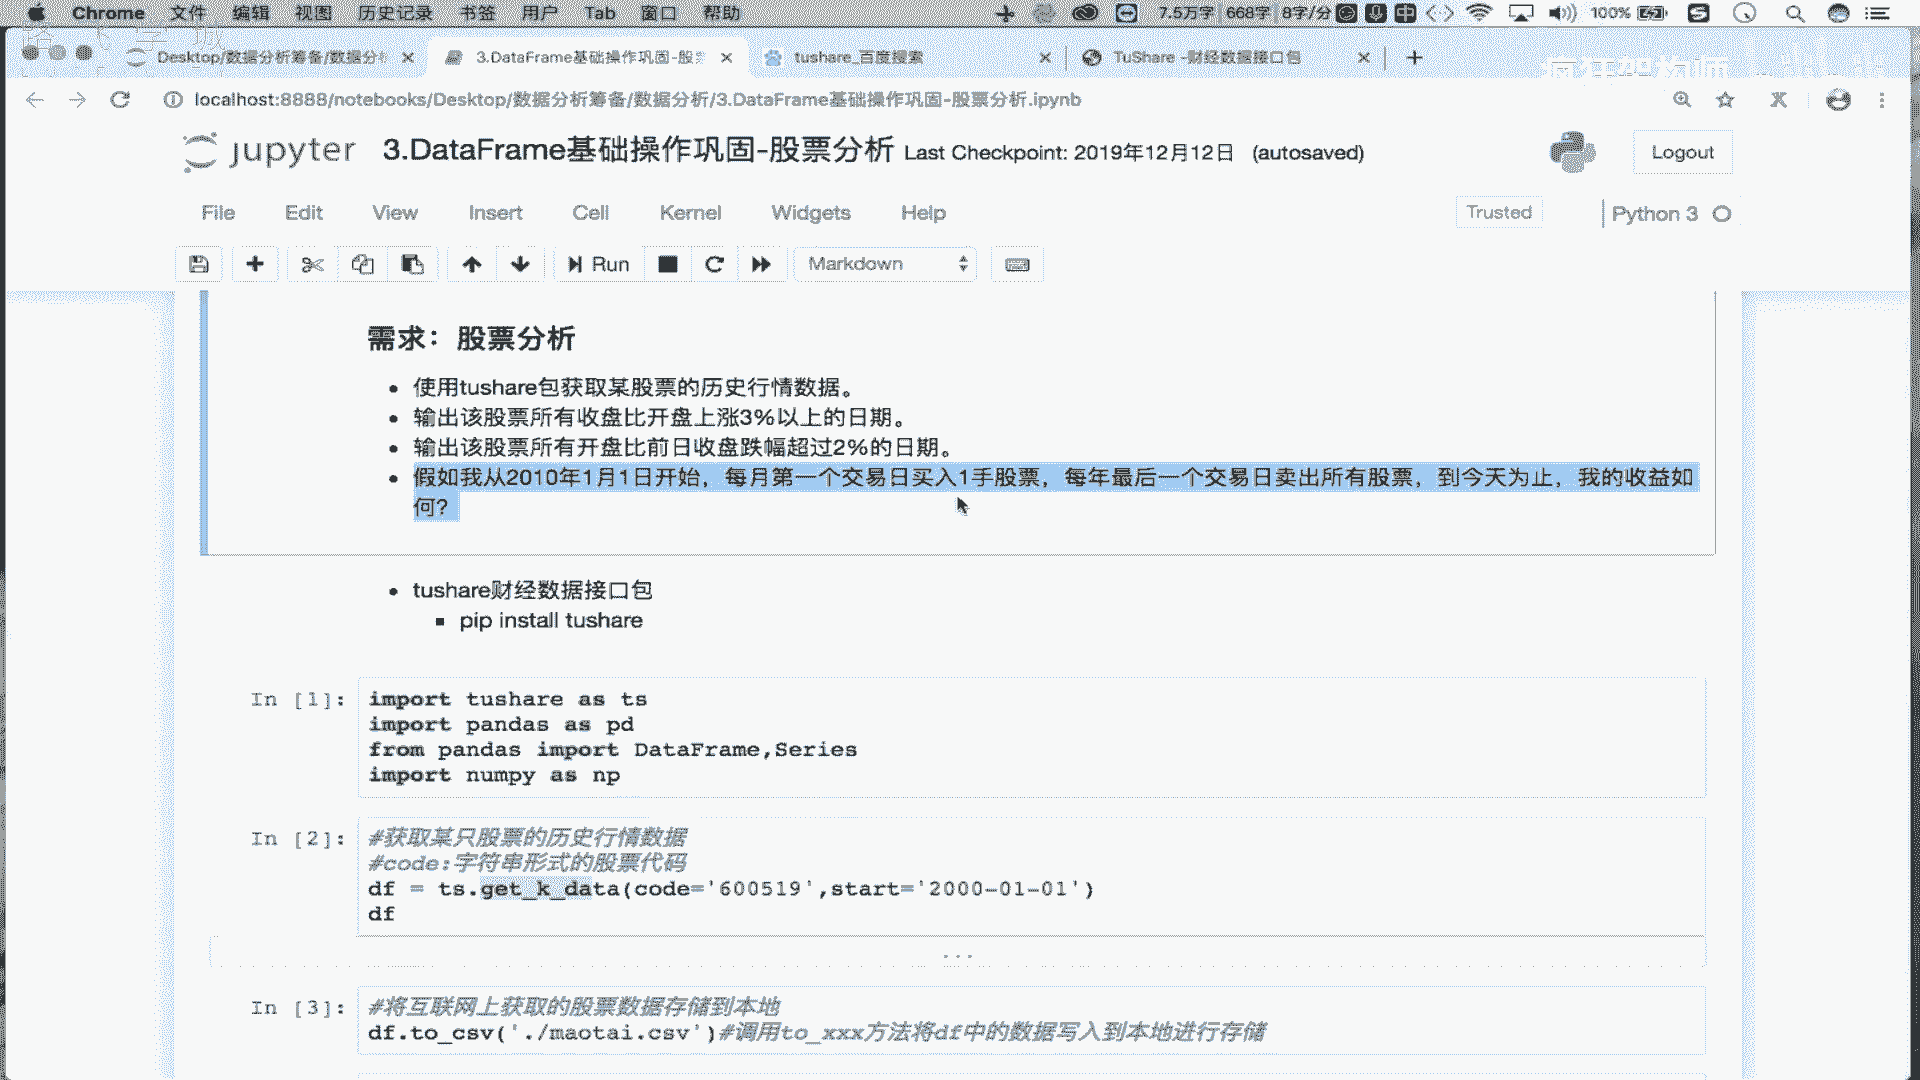 Chrome 文件 编辑 视图 历史记录 书签 用户 Tab 窗口 帮助 7.5万字 668字 8字/分 中 100%
Desktop/数据分析筹备/数据分析 3.DataFrame基础操作巩固-股票 tushare_百度搜索 TuShare -财经数据接口包
localhost:8888/notebooks/Desktop/数据分析筹备/数据分析/3.DataFrame基础操作巩固-股票分析.ipynb
jupyter 3.DataFrame基础操作巩固-股票分析 Last Checkpoint: 2019年12月12日 (autosaved) Logout
File Edit View Insert Cell Kernel Widgets Help Trusted Python 3
Run Markdown
需求：股票分析
使用tushare包获取某股票的历史行情数据。
输出该股票所有收盘比开盘上涨3%以上的日期。
输出该股票所有开盘比前日收盘跌幅超过2%的日期。
假如我从2010年1月1日开始，每月第一个交易日买入1手股票，每年最后一个交易日卖出所有股票，到今天为止，我的收益如
何？
tushare财经数据接口包
pip install tushare
In [1]: import tushare as ts
import pandas as pd
from pandas import DataFrame,Series
import numpy as np
In [2]: #获取某只股票的历史行情数据
#code:字符串形式的股票代码
df = ts.get_k_data(code='600519',start='2000-01-01')
df
...
In [3]: #将互联网上获取的股票数据存储到本地
df.to_csv('./maotai.csv')#调用to_xxx方法将df中的数据写入到本地进行存储